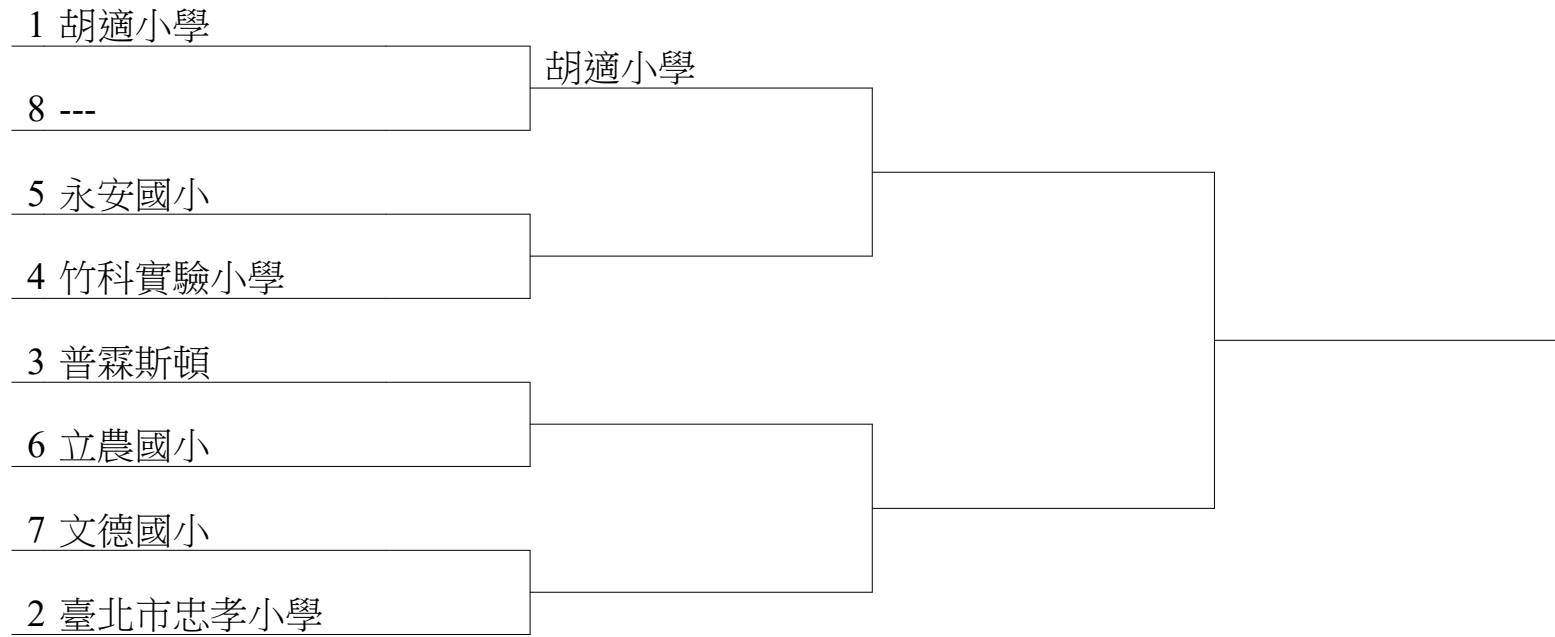 1 胡適小學
胡適小學
8 ---
5 永安國小
4 竹科實驗小學
3 普霖斯頓
6 立農國小
7 文德國小
2 臺北市忠孝小學